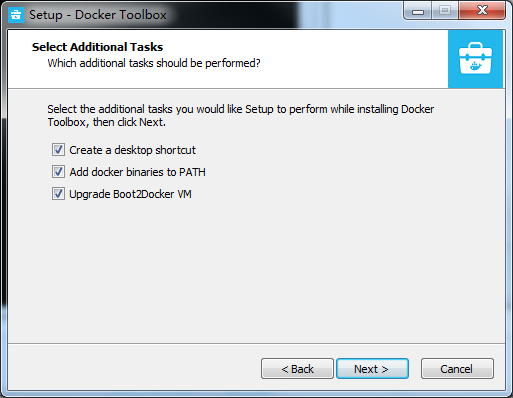 Setup - Docker Toolbox
Select Additional Tasks
Which additional tasks should be performed?
Select the additional tasks you would like Setup to perform while installing Docker
Toolbox, then click Next.
Create a desktop shortcut
Add docker binaries to PATH
Upgrade Boot2Docker VM
< Back
Next >
Cancel